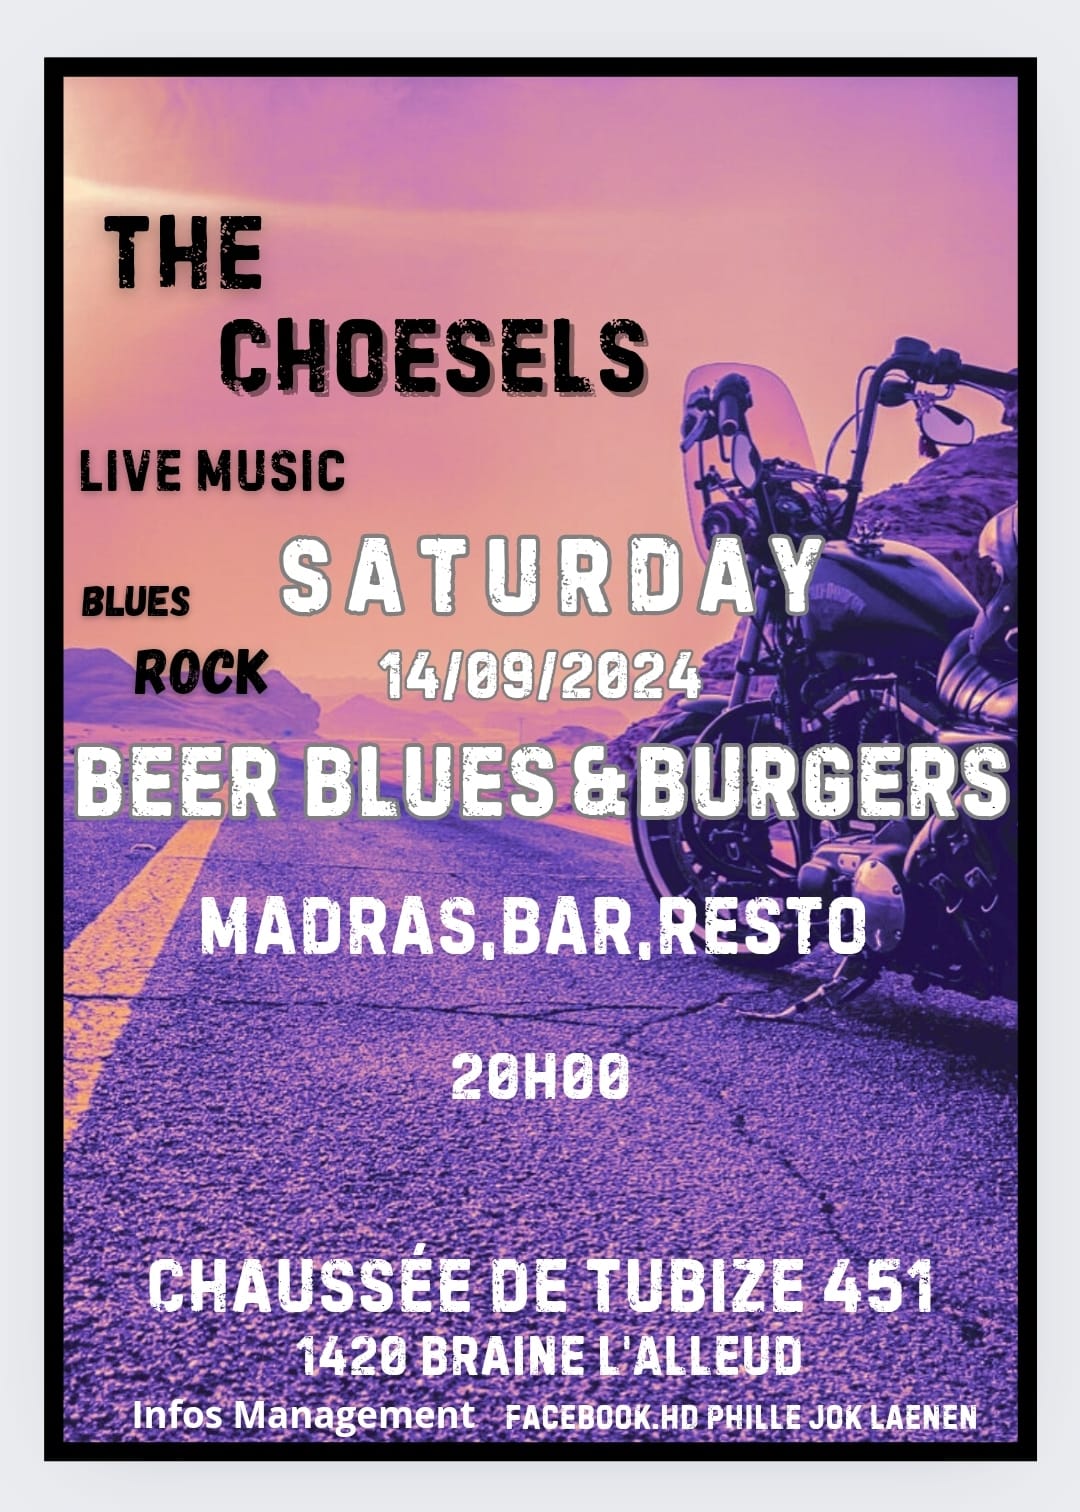 THE
CHOESELS
LIVE MUSIC
SATURDAY
BLUES
ROCK
14/09/2024
BEER BLUES & BURGERS
MADRAS,BAR,RESTO
20H00
CHAUSSÉE DE TUBIZE 451
1420 BRAINE L'ALLEUD
Infos Management FACEBOOK.HD PHILLE JOK LAENEN